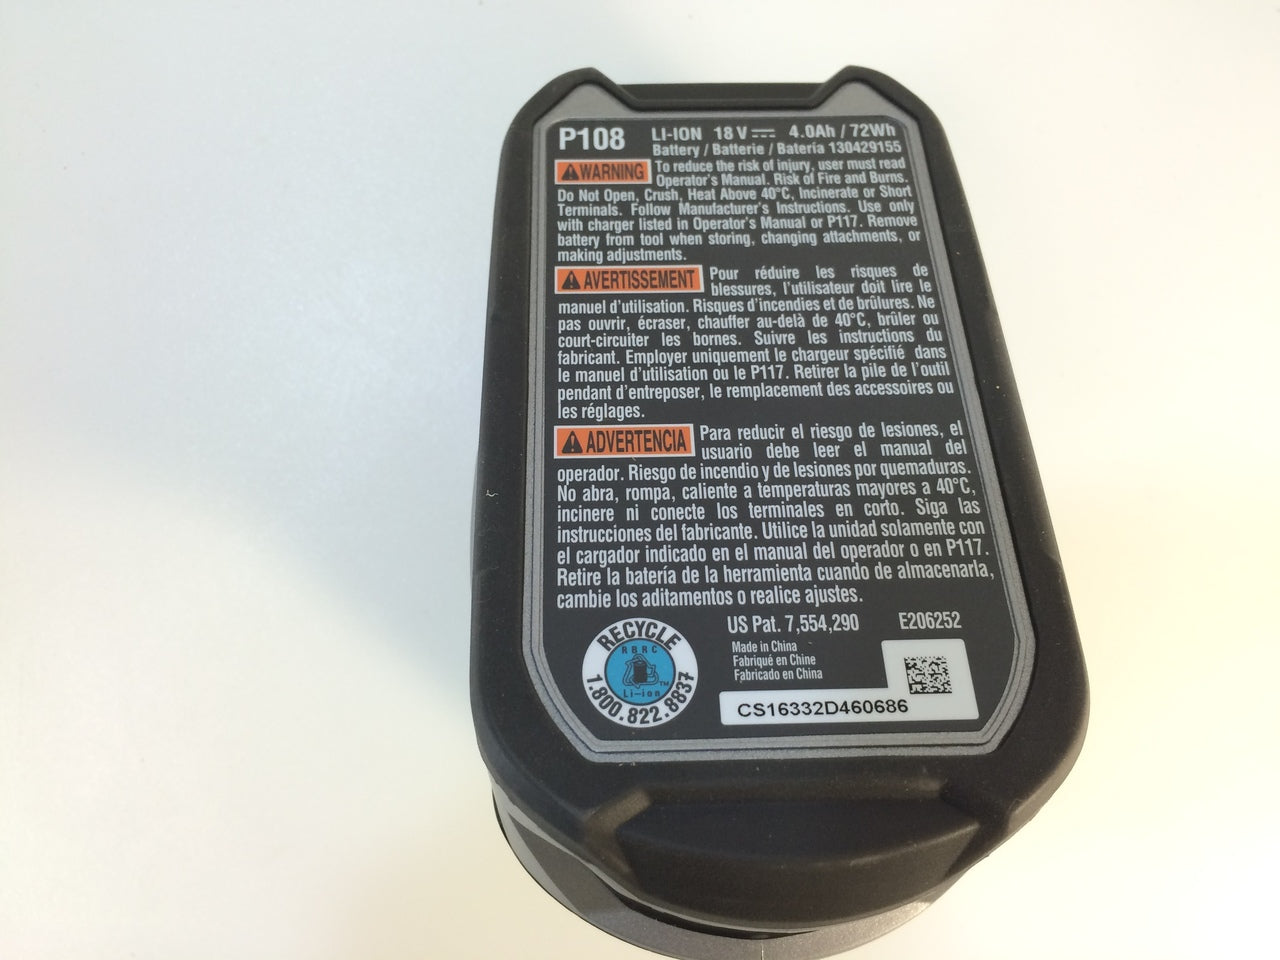 P108 LI-ION 18 V 4.0Ah / 72Wh
Battery / Batterie / Batería 130429155
WARNING To reduce the risk of injury, user must read
Operator's Manual. Risk of Fire and Burns.
Do Not Open, Crush, Heat Above 40°C, Incinerate or Short
Terminals. Follow Manufacturer's Instructions. Use only
with charger listed in Operator's Manual or P117. Remove
battery from tool when storing, changing attachments, or
making adjustments.
AVERTISSEMENT Pour réduire les risques de
blessures, l'utilisateur doit lire le
manuel d'utilisation. Risques d'incendies et de brûlures. Ne
pas ouvrir, écraser, chauffer au-delà de 40°C, brûler ou
court-circuiter les bornes. Suivre les instructions du
fabricant. Employer uniquement le chargeur spécifié dans
le manuel d'utilisation ou le P117. Retirer la pile de l'outil
pendant d'entreposer, le remplacement des accessoires ou
les réglages.
ADVERTENCIA Para reducir el riesgo de lesiones, el
usuario debe leer el manual del
operador. Riesgo de incendio y de lesiones por quemaduras.
No abra, rompa, caliente a temperaturas mayores a 40°C,
incinere ni conecte los terminales en corto. Siga las
instrucciones del fabricante. Utilice la unidad solamente con
el cargador indicado en el manual del operador o en P117.
Retire la batería de la herramienta cuando de almacenarla,
cambie los aditamentos o realice ajustes.
US Pat. 7,554,290 E206252
Made in China
Fabriqué en Chine
Fabricado en China
RECYCLE
RBRC
TM
Li-ion
1.800.822.8837
CS16332D460686